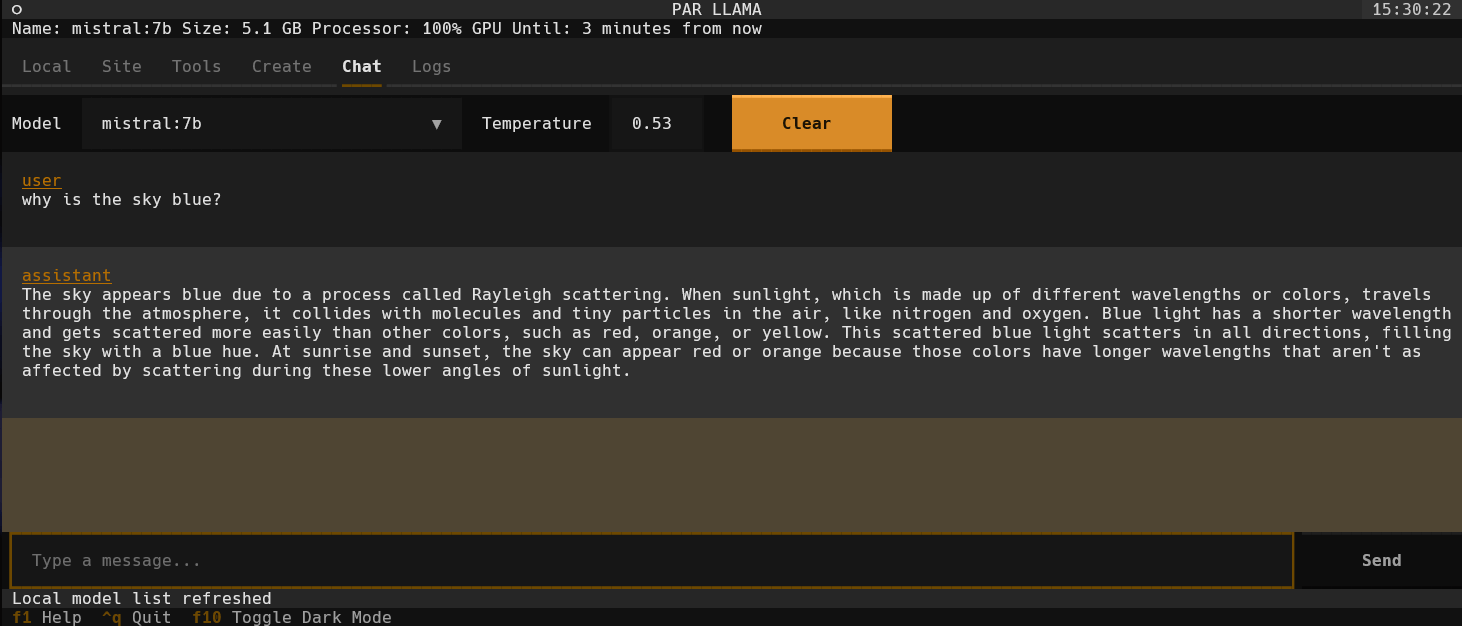 PAR LLAMA 15:30:22
Name: mistral:7b Size: 5.1 GB Processor: 100% GPU Until: 3 minutes from now
Local Site Tools Create Chat Logs
Model mistral:7b ▼ Temperature 0.53 Clear
user
why is the sky blue?
assistant
The sky appears blue due to a process called Rayleigh scattering. When sunlight, which is made up of different wavelengths or colors, travels
through the atmosphere, it collides with molecules and tiny particles in the air, like nitrogen and oxygen. Blue light has a shorter wavelength
and gets scattered more easily than other colors, such as red, orange, or yellow. This scattered blue light scatters in all directions, filling
the sky with a blue hue. At sunrise and sunset, the sky can appear red or orange because those colors have longer wavelengths that aren't as
affected by scattering during these lower angles of sunlight.
Type a message... Send
Local model list refreshed
f1 Help ^q Quit f10 Toggle Dark Mode